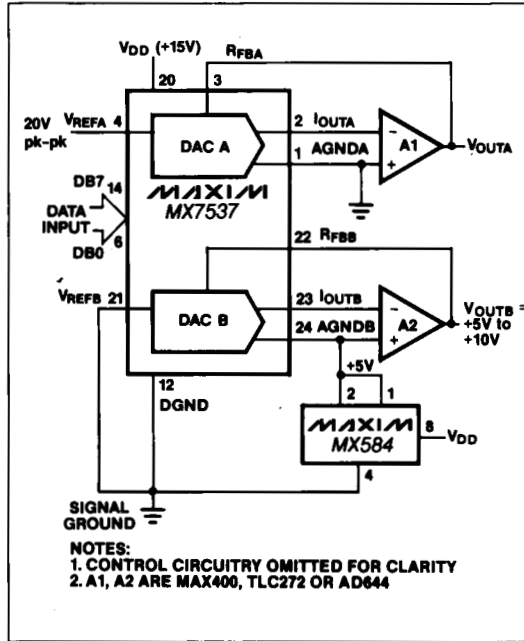 VDD (+15V)
20
3
RFBA
20V
pk-pk
VREFA 4
DAC A
2 IOUTA
1 AGNDA
A1
-
+
VOUTA
MAXIM
MX7537
DB7 14
DATA
INPUT
DB0 6
22 RFBB
VREFB 21
DAC B
23 IOUTB
24 AGNDB
A2
-
+
VOUTB =
+5V to
+10V
+5V
12
DGND
2
1
MAXIM
MX584
8
VDD
4
SIGNAL
GROUND
NOTES:
1. CONTROL CIRCUITRY OMITTED FOR CLARITY
2. A1, A2 ARE MAX400, TLC272 OR AD644